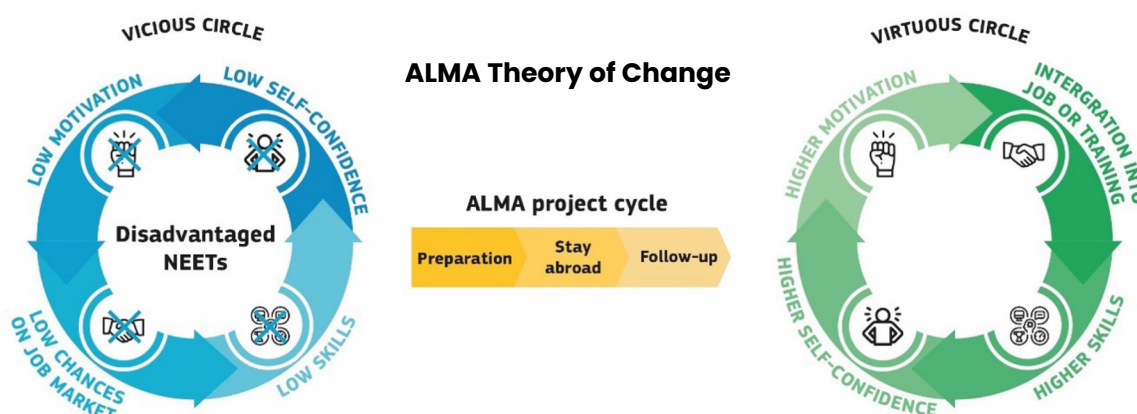 VICIOUS CIRCLE
LOW MOTIVATION
LOW SELF-CONFIDENCE
Disadvantaged
NEETs
LOW CHANCES
ON JOB MARKET
LOW SKILLS
ALMA Theory of Change
ALMA project cycle
Preparation
Stay
abroad
Follow-up
VIRTUOUS CIRCLE
HIGHER MOTIVATION
INTERGRATION INTO
JOB OR TRAINING
HIGHER SELF-CONFIDENCE
HIGHER SKILLS